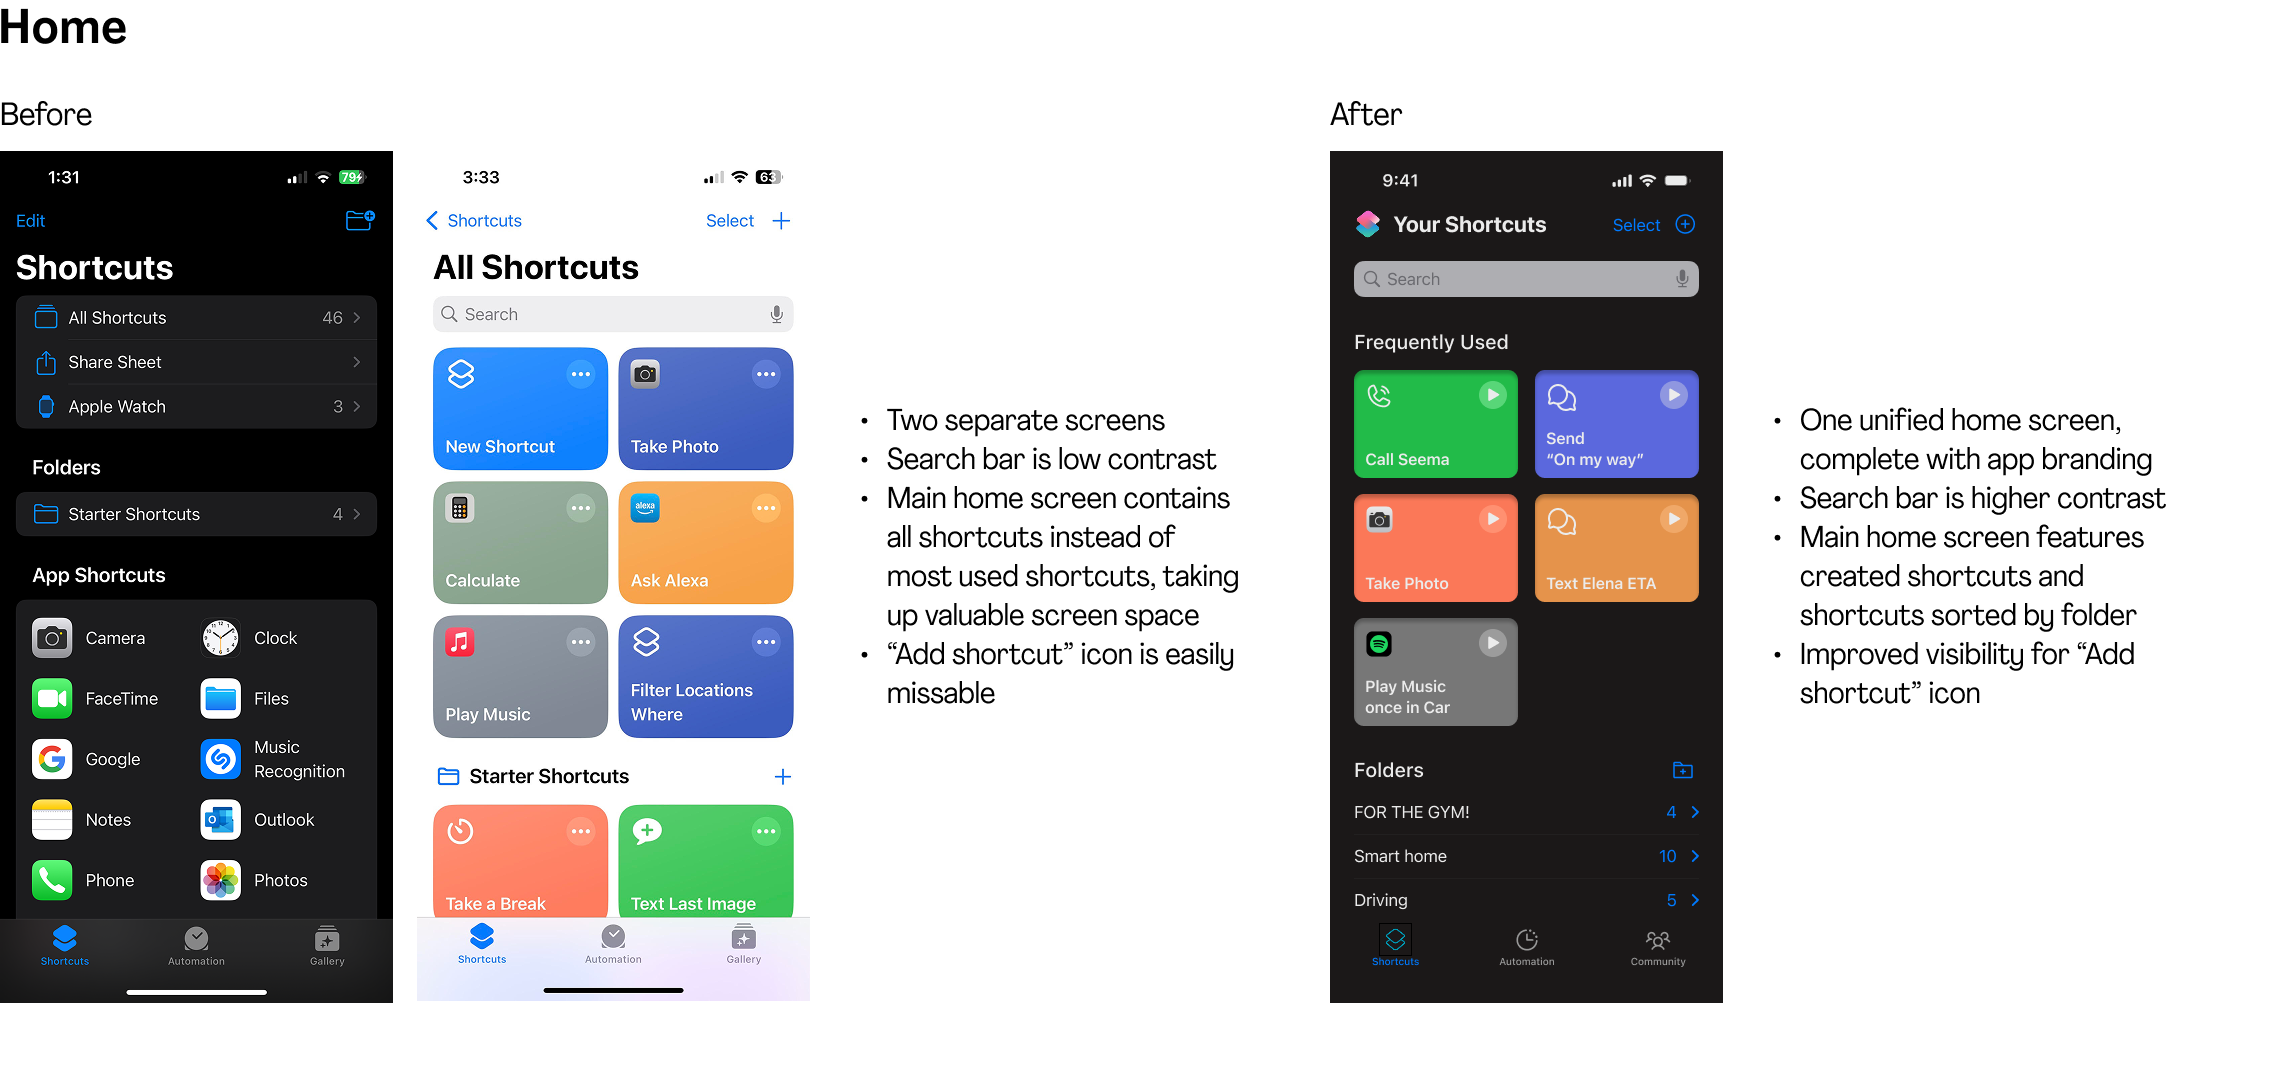 Home
Before
1:31
79
Edit
Shortcuts
All Shortcuts 46
Share Sheet
Apple Watch 3
Folders
Starter Shortcuts 4
App Shortcuts
Camera Clock
FaceTime Files
Google Music Recognition
Notes Outlook
Phone Photos
Shortcuts Automation Gallery
3:33
63
Shortcuts Select
All Shortcuts
Search
New Shortcut Take Photo
alexa
Calculate Ask Alexa
Play Music Filter Locations Where
Starter Shortcuts
Take a Break Text Last Image
Shortcuts Automation Gallery
• Two separate screens
• Search bar is low contrast
• Main home screen contains
all shortcuts instead of
most used shortcuts, taking
up valuable screen space
• “Add shortcut” icon is easily
missable
After
9:41
Your Shortcuts Select
Search
Frequently Used
Call Seema
Send
“On my way”
Take Photo Text Elena ETA
Play Music
once in Car
Folders
FOR THE GYM! 4
Smart home 10
Driving 5
Shortcuts Automation Community
• One unified home screen,
complete with app branding
• Search bar is higher contrast
• Main home screen features
created shortcuts and
shortcuts sorted by folder
• Improved visibility for “Add
shortcut” icon